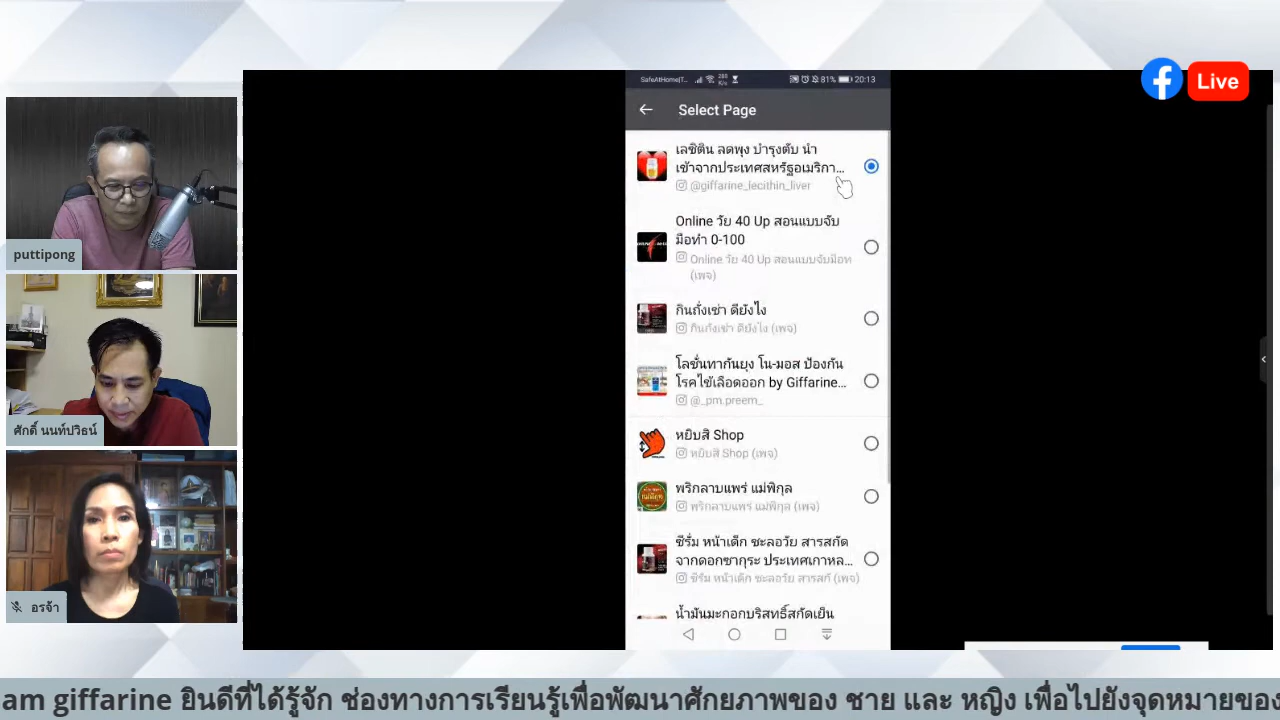 Live
SafeAtHome|T..
280
K/s
81%
20:13
Select Page
เลซิติน ลดพุง บำรุงตับ นำ
เข้าจากประเทศสหรัฐอเมริกา...
@giffarine_lecithin_liver
Online วัย 40 Up สอนแบบจับ
มือทำ 0-100
Online วัย 40 Up สอนแบบจับมือท
(เพจ)
กินถั่งเช่า ดียังไง
กินถั่งเช่า ดียังไง (เพจ)
โลชั่นทากันยุง โน-มอส ป้องกัน
โรคไข้เลือดออก by Giffarine...
@_pm.preem_
หยิบสิ Shop
หยิบสิ Shop (เพจ)
พริกลาบแพร่ แม่พิกุล
พริกลาบแพร่ แม่พิกุล (เพจ)
ซีรั่ม หน้าเด็ก ชะลอวัย สารสกัด
จากดอกซากุระ ประเทศเกาหล...
ซีรั่ม หน้าเด็ก ชะลอวัย สารสกั (เพจ)
น้ำมันมะกอกบริสุทธิ์สกัดเย็น
puttipong
ศักดิ์ นนท์ปวิธน์
อรจ้า
am giffarine ยินดีที่ได้รู้จัก ช่องทางการเรียนรู้เพื่อพัฒนาศักยภาพของ ชาย และ หญิง เพื่อไปยังจุดหมายของ